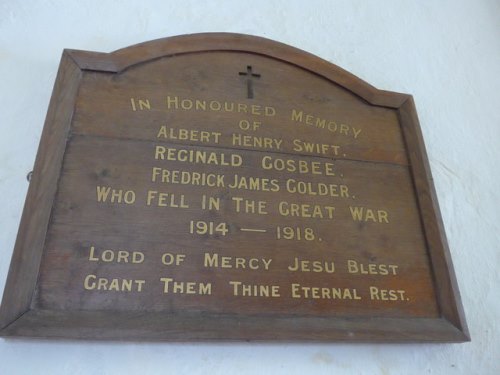 In Honoured Memory
of
Albert Henry Swift.
Reginald Gosbee.
Fredrick James Golder.
Who fell in the Great War
1914 — 1918.
Lord of Mercy Jesu Blest
Grant Them Thine Eternal Rest.